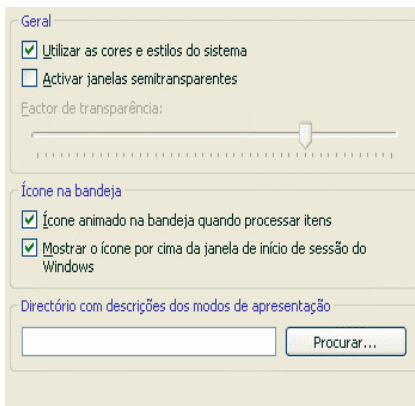 Geral
Utilizar as cores e estilos do sistema
Activar janelas semitransparentes
Factor de transparência:
Ícone na bandeja
Ícone animado na bandeja quando processar itens
Mostrar o ícone por cima da janela de início de sessão do
Windows
Directório com descrições dos modos de apresentação
Procurar...